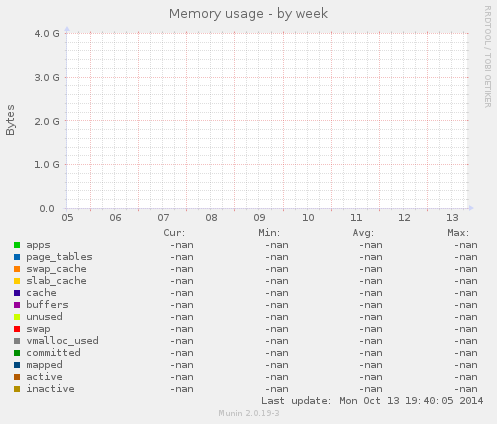 Memory usage - by week
RRDTOOL / TOBI OETIKER
Bytes
4.0 G
3.0 G
2.0 G
1.0 G
0.0
05 06 07 08 09 10 11 12 13
Cur: Min: Avg: Max:
apps -nan -nan -nan -nan
page_tables -nan -nan -nan -nan
swap_cache -nan -nan -nan -nan
slab_cache -nan -nan -nan -nan
cache -nan -nan -nan -nan
buffers -nan -nan -nan -nan
unused -nan -nan -nan -nan
swap -nan -nan -nan -nan
vmalloc_used -nan -nan -nan -nan
committed -nan -nan -nan -nan
mapped -nan -nan -nan -nan
active -nan -nan -nan -nan
inactive -nan -nan -nan -nan
Last update: Mon Oct 13 19:40:05 2014
Munin 2.0.19-3